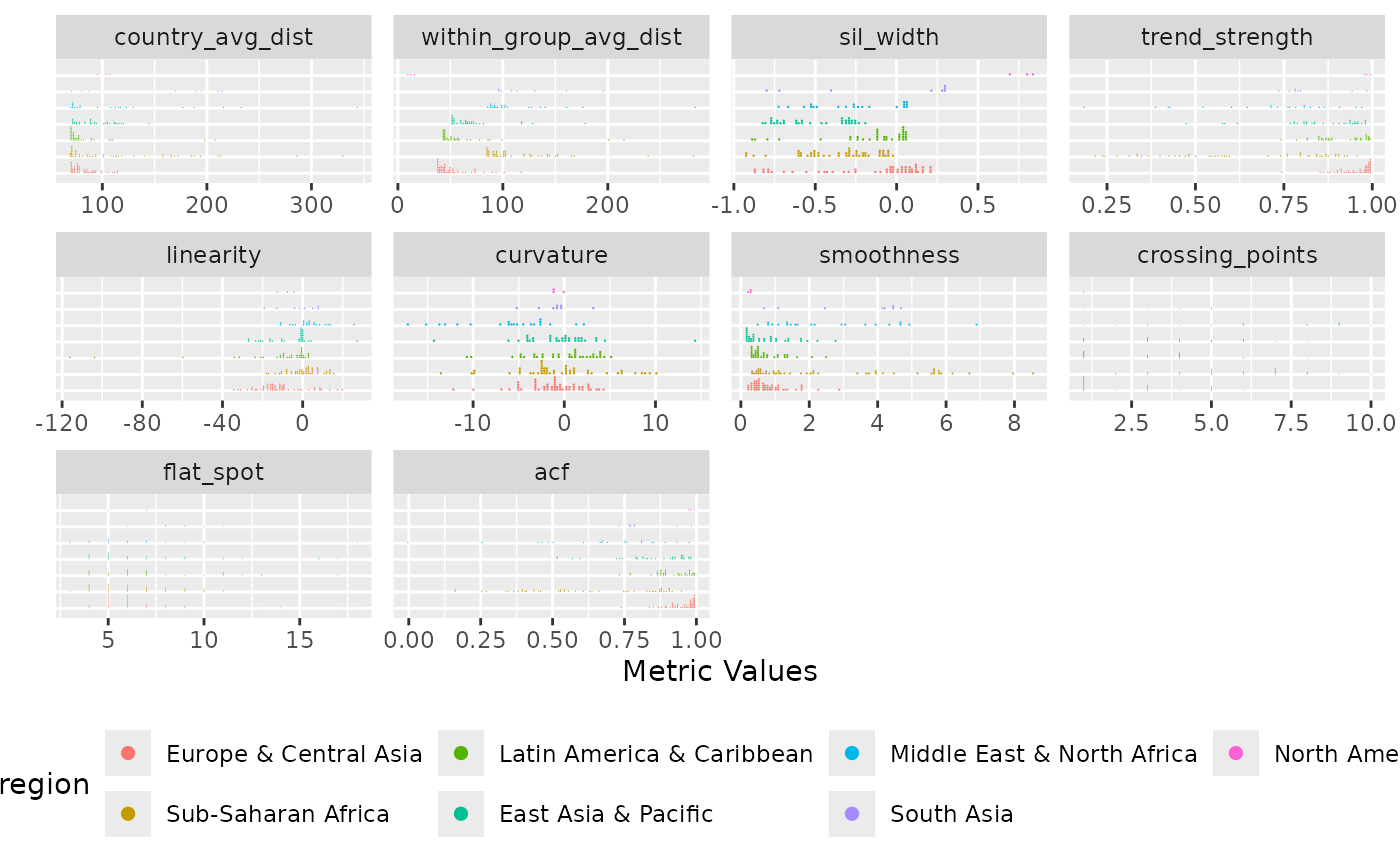 country_avg_dist within_group_avg_dist sil_width trend_strength
100 200 300 0 100 200 -1.0 -0.5 0.0 0.5 0.25 0.50 0.75 1.00
linearity curvature smoothness crossing_points
-120 -80 -40 0 -10 0 10 0 2 4 6 8 2.5 5.0 7.5 10.0
flat_spot acf
5 10 15 0.00 0.25 0.50 0.75 1.00
Metric Values
region
Europe & Central Asia Latin America & Caribbean Middle East & North Africa North Ame
Sub-Saharan Africa East Asia & Pacific South Asia